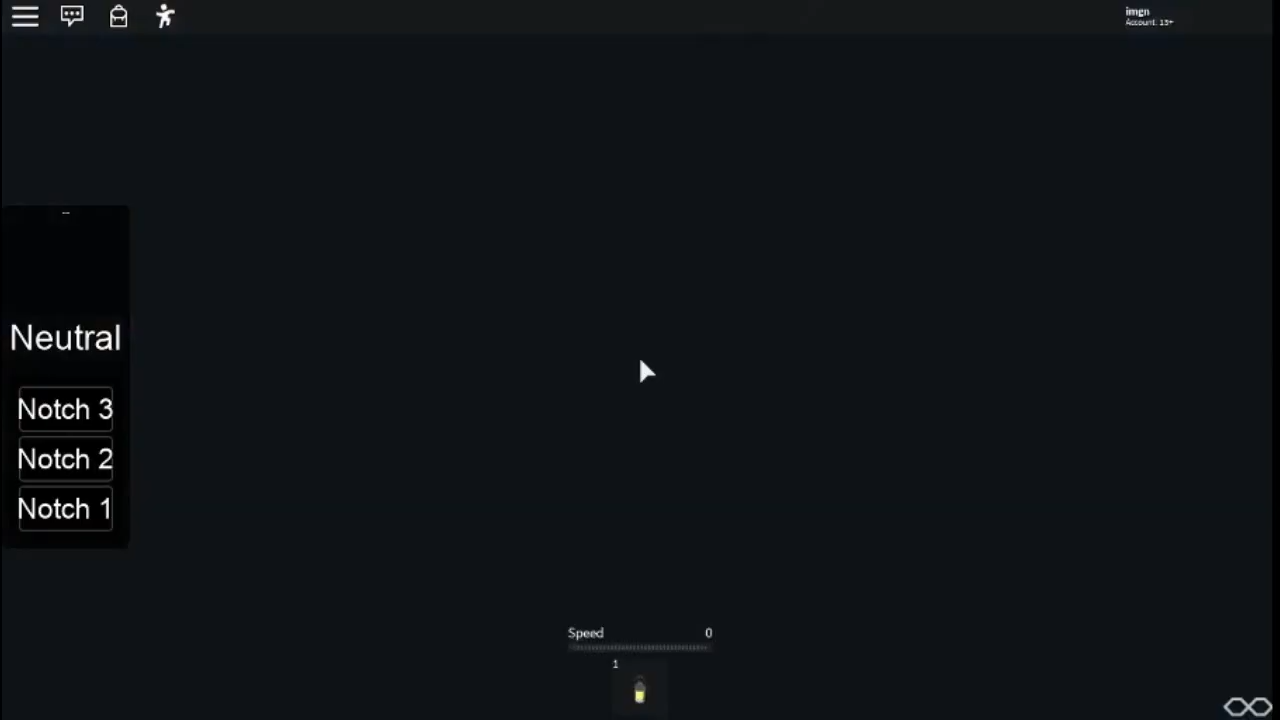 imgn
Account: 13+
--
Neutral
Notch 3
Notch 2
Notch 1
Speed 0
1